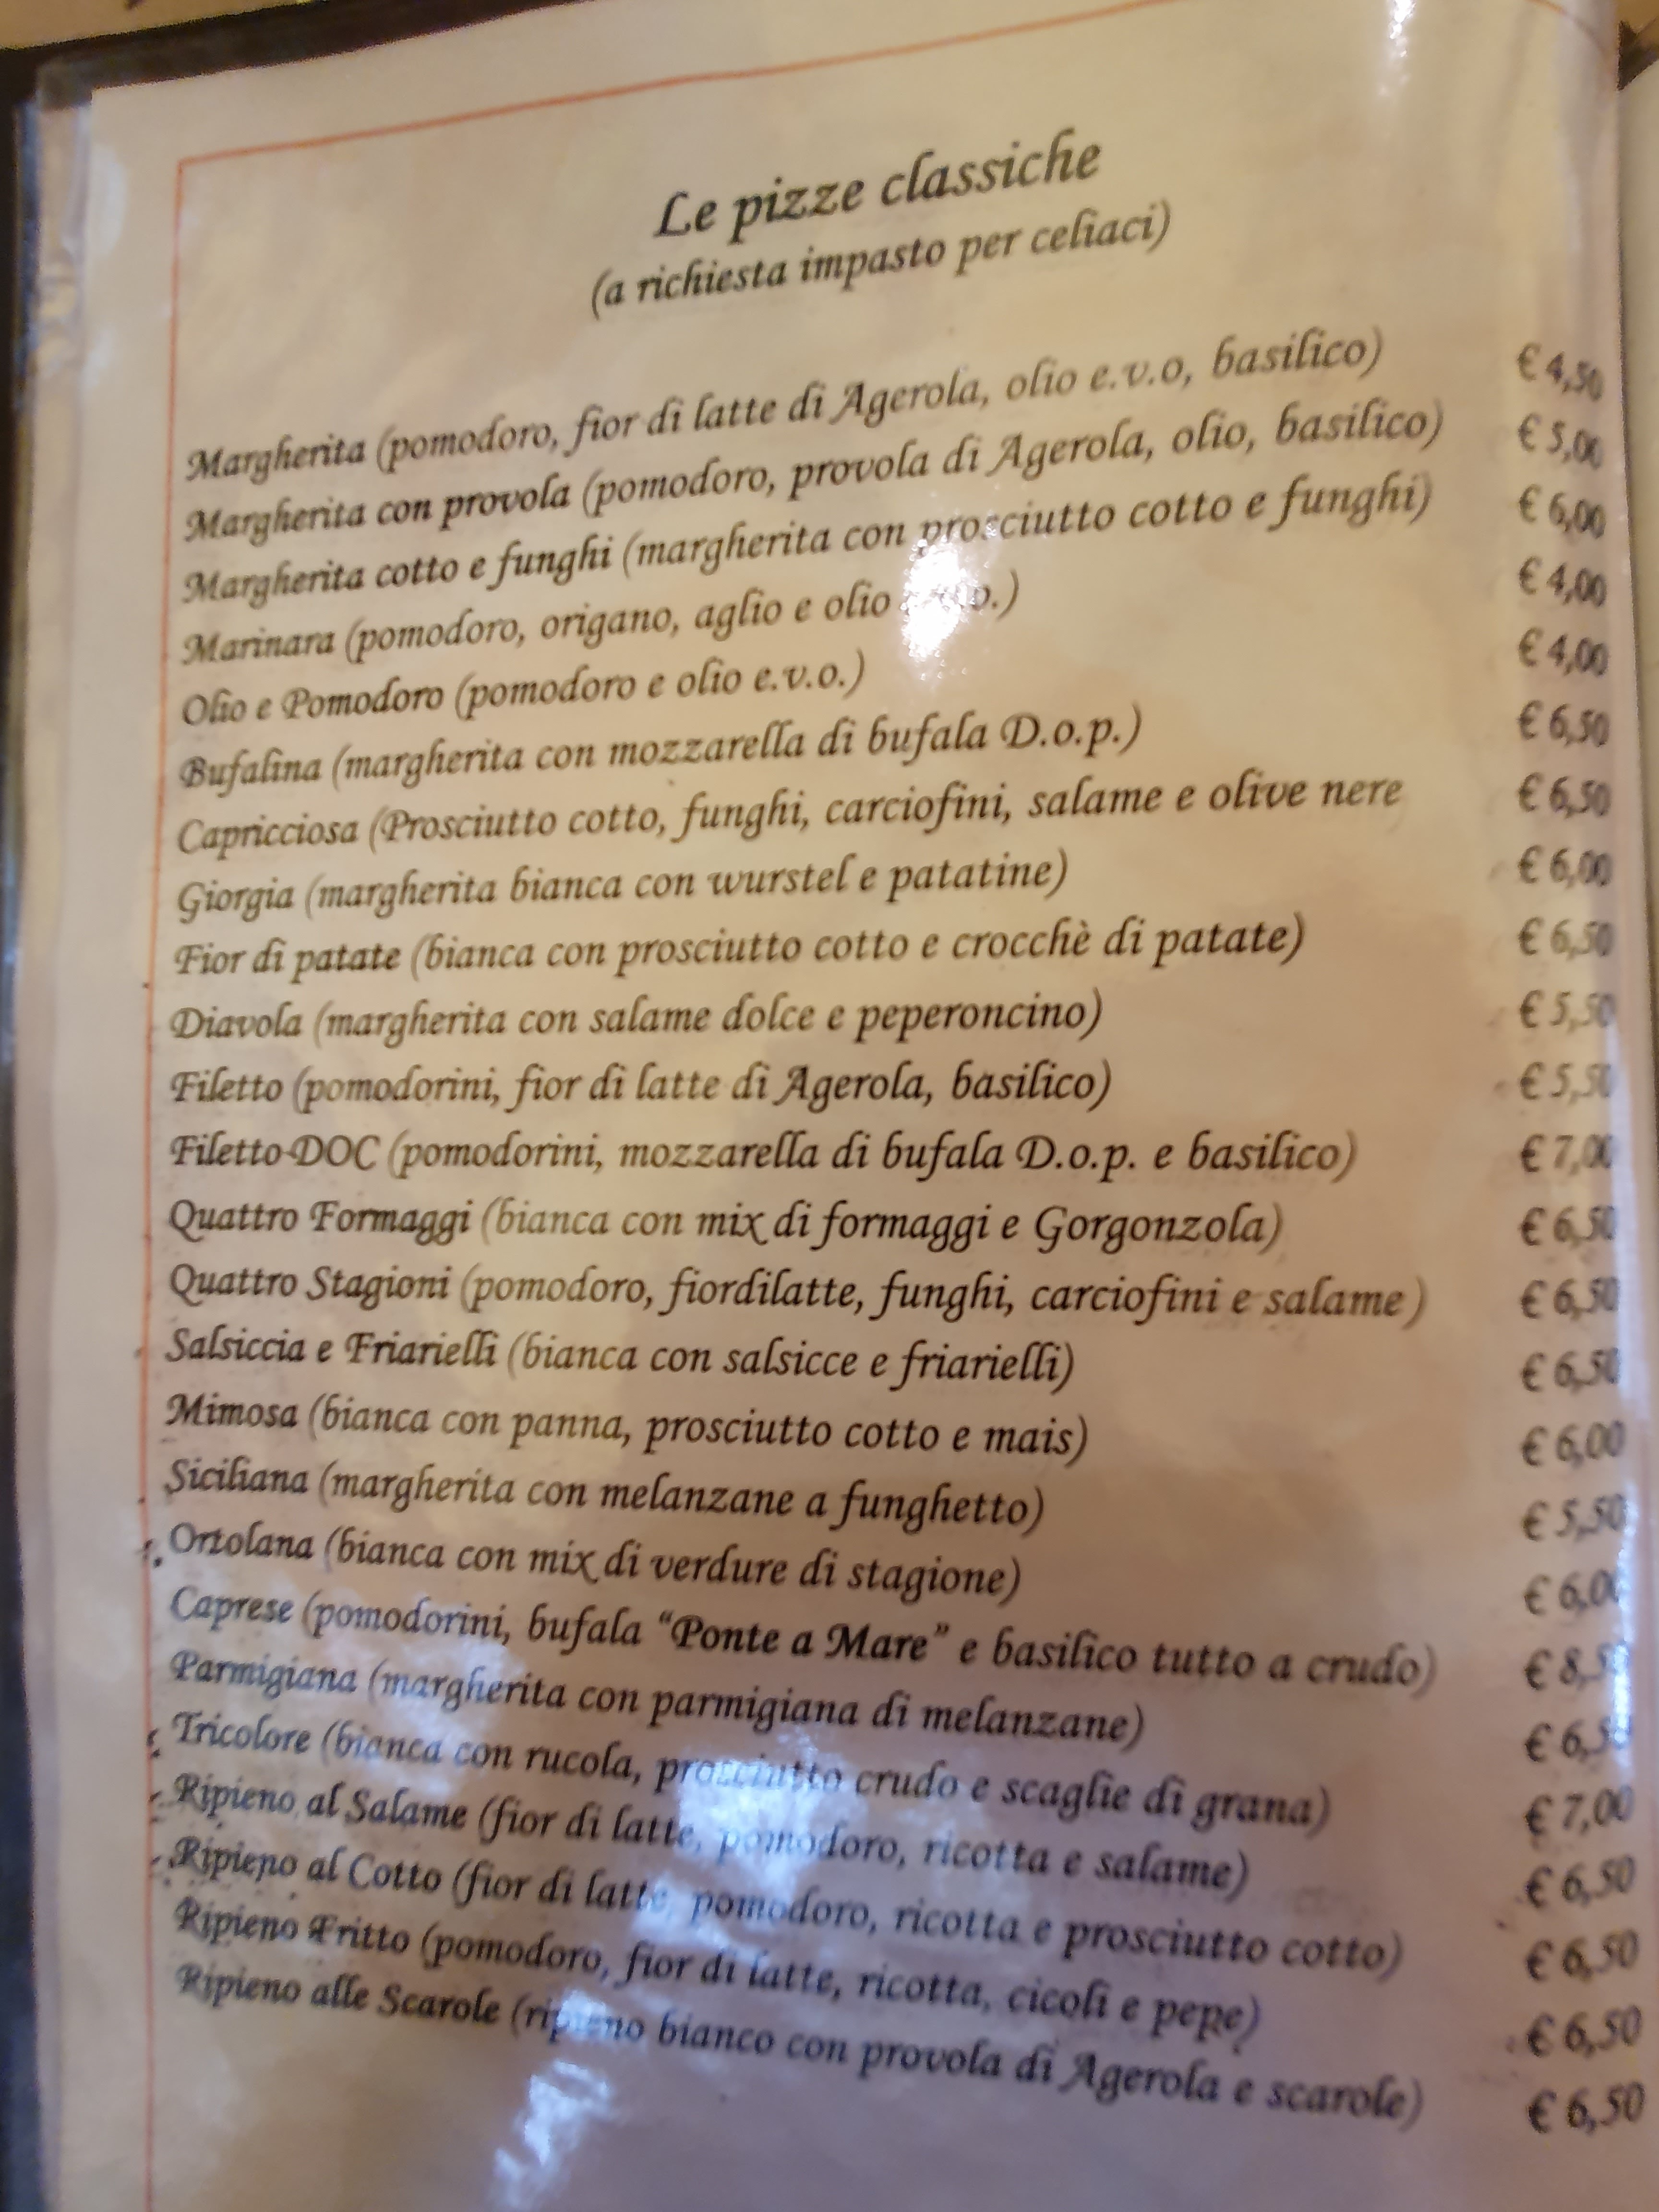 Le pizze classiche
(a richiesta impasto per celiaci)
Margherita (pomodoro, fior di latte di Agerola, olio e.v.o, basilico) € 4,50
Margherita con provola (pomodoro, provola di Agerola, olio, basilico) € 5,00
Margherita cotto e funghi (margherita con prosciutto cotto e funghi) € 6,00
Marinara (pomodoro, origano, aglio e olio € 4,00
Olio e Pomodoro (pomodoro e olio e.v.o.) € 4,00
Bufalina (margherita con mozzarella di bufala D.o.p.) € 6,50
Capricciosa (Prosciutto cotto, funghi, carciofini, salame e olive nere € 6,50
Giorgia (margherita bianca con wurstel e patatine) € 6,00
Fior di patate (bianca con prosciutto cotto e crocchè di patate) € 6,50
Diavola (margherita con salame dolce e peperoncino) € 5,50
Filetto (pomodorini, fior di latte di Agerola, basilico) € 5,50
Filetto DOC (pomodorini, mozzarella di bufala D.o.p. e basilico) € 7,00
Quattro Formaggi (bianca con mix di formaggi e Gorgonzola) € 6,50
Quattro Stagioni (pomodoro, fiordilatte, funghi, carciofini e salame) € 6,50
Salsiccia e Friarielli (bianca con salsicce e friarielli) € 6,50
Mimosa (bianca con panna, prosciutto cotto e mais) € 6,00
Siciliana (margherita con melanzane a funghetto) € 5,50
Ortolana (bianca con mix di verdure di stagione) € 6,00
Caprese (pomodorini, bufala “Ponte a Mare” e basilico tutto a crudo) € 8,50
Parmigiana (margherita con parmigiana di melanzane) € 6,50
Tricolore (bianca con rucola, prosciutto crudo e scaglie di grana) € 7,00
Ripieno al Salame (fior di latte, pomodoro, ricotta e salame) € 6,50
Ripieno al Cotto (fior di latte, pomodoro, ricotta e prosciutto cotto) € 6,50
Ripieno Fritto (pomodoro, fior di latte, ricotta, cicoli e pepe) € 6,50
Ripieno alle Scarole (ripieno bianco con provola di Agerola e scarole) € 6,50